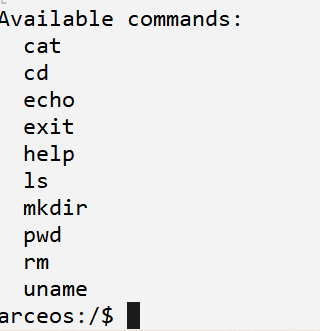 Available commands:
cat
cd
echo
exit
help
ls
mkdir
pwd
rm
uname
arceos:/$